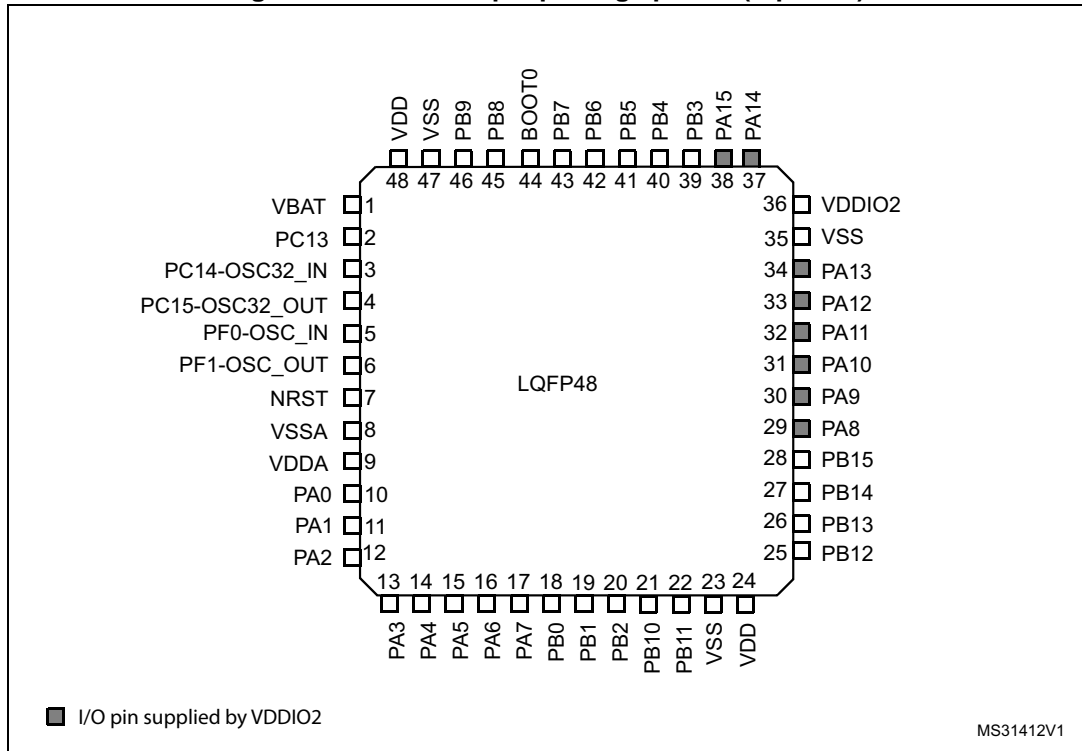 VDD
VSS
PB9
PB8
BOOT0
PB7
PB6
PB5
PB4
PB3
PA15
PA14
48 47 46 45 44 43 42 41 40 39 38 37
VBAT 1
PC13 2
PC14-OSC32_IN 3
PC15-OSC32_OUT 4
PF0-OSC_IN 5
PF1-OSC_OUT 6
NRST 7
VSSA 8
VDDA 9
PA0 10
PA1 11
PA2 12
LQFP48
36 VDDIO2
35 VSS
34 PA13
33 PA12
32 PA11
31 PA10
30 PA9
29 PA8
28 PB15
27 PB14
26 PB13
25 PB12
13 14 15 16 17 18 19 20 21 22 23 24
PA3
PA4
PA5
PA6
PA7
PB0
PB1
PB2
PB10
PB11
VSS
VDD
I/O pin supplied by VDDIO2
MS31412V1